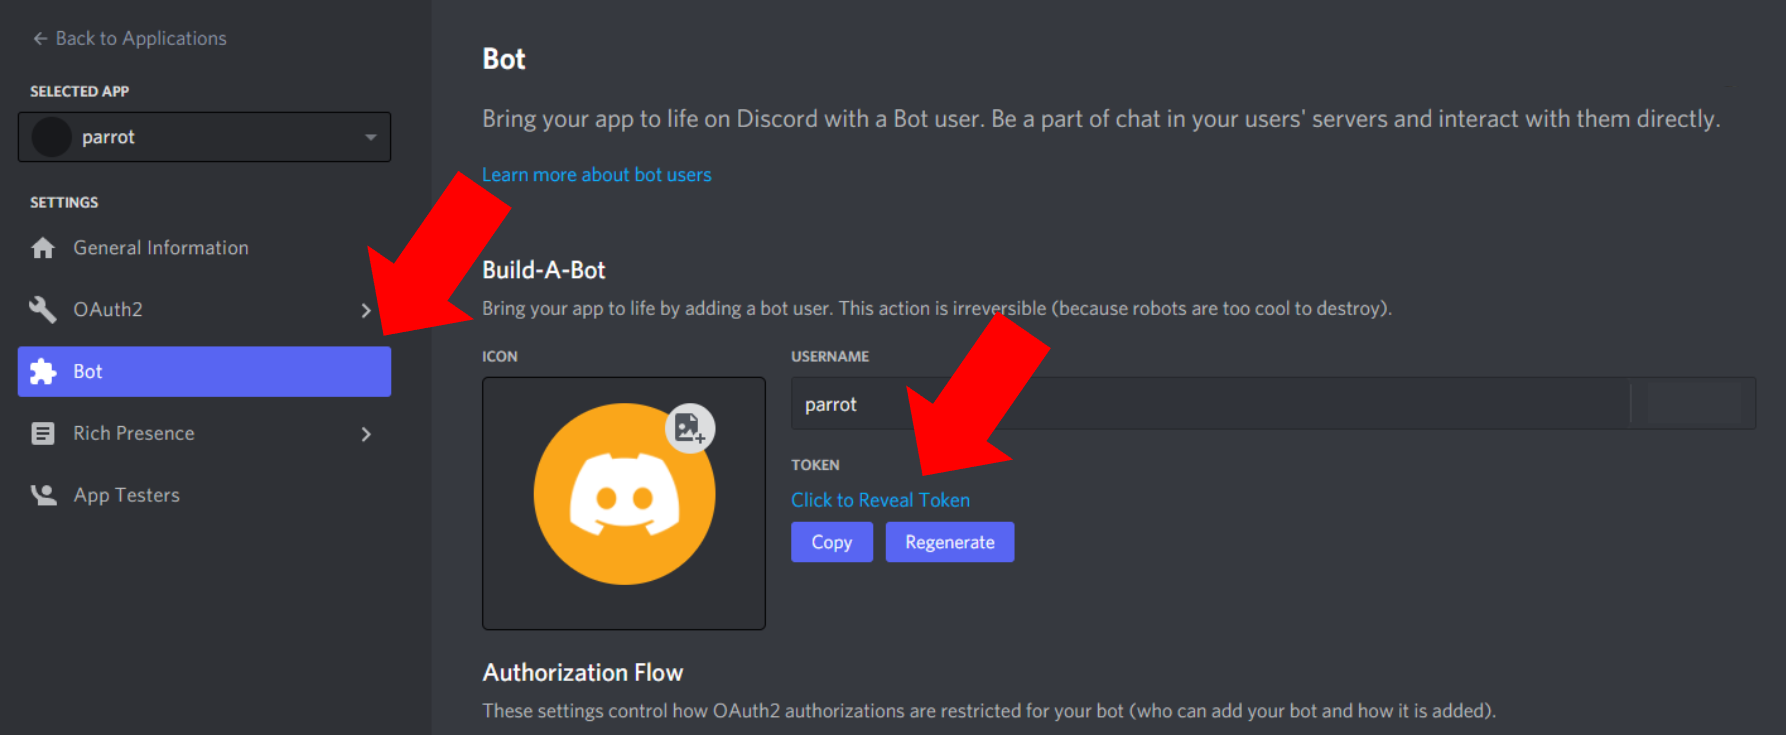 ← Back to Applications
SELECTED APP
parrot
SETTINGS
General Information
OAuth2
Bot
Rich Presence
App Testers
Bot
Bring your app to life on Discord with a Bot user. Be a part of chat in your users' servers and interact with them directly.
Learn more about bot users
Build-A-Bot
Bring your app to life by adding a bot user. This action is irreversible (because robots are too cool to destroy).
ICON
USERNAME
parrot
TOKEN
Click to Reveal Token
Copy
Regenerate
Authorization Flow
These settings control how OAuth2 authorizations are restricted for your bot (who can add your bot and how it is added).